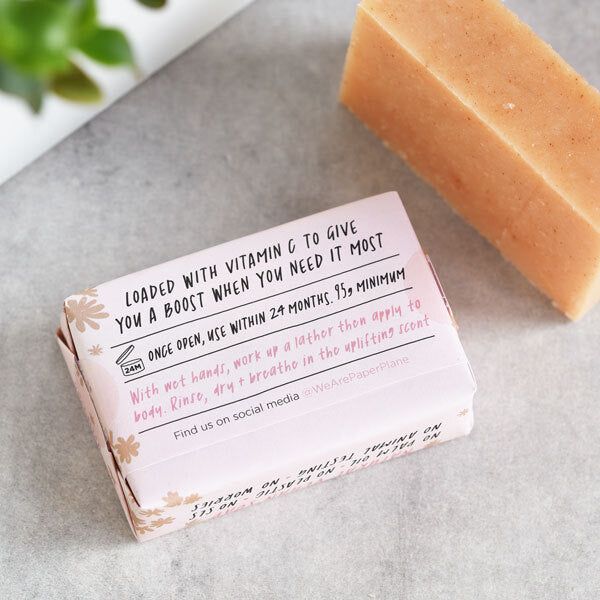 LOADED WITH VITAMIN C TO GIVE
YOU A BOOST WHEN YOU NEED IT MOST
24M ONCE OPEN, USE WITHIN 24 MONTHS. 95g MINIMUM
With wet hands, work up a lather then apply to
body. Rinse, dry + breathe in the uplifting scent
Find us on social media @WeArePaperPlane
NO SLS - NO PLASTIC - NO WORRIES
NO PALM OIL - NO ANIMAL TESTING